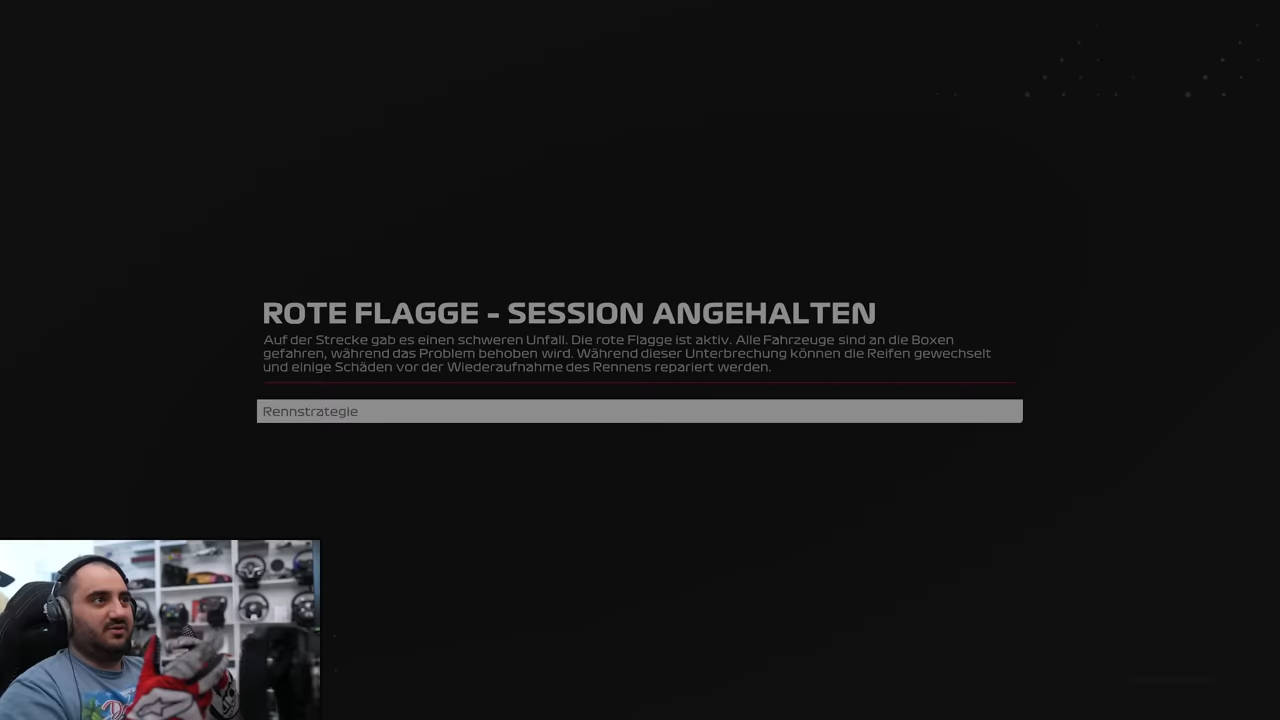 ROTE FLAGGE - SESSION ANGEHALTEN
Auf der Strecke gab es einen schweren Unfall. Die rote Flagge ist aktiv. Alle Fahrzeuge sind an die Boxen
gefahren, während das Problem behoben wird. Während dieser Unterbrechung können die Reifen gewechselt
und einige Schäden vor der Wiederaufnahme des Rennens repariert werden.
Rennstrategie